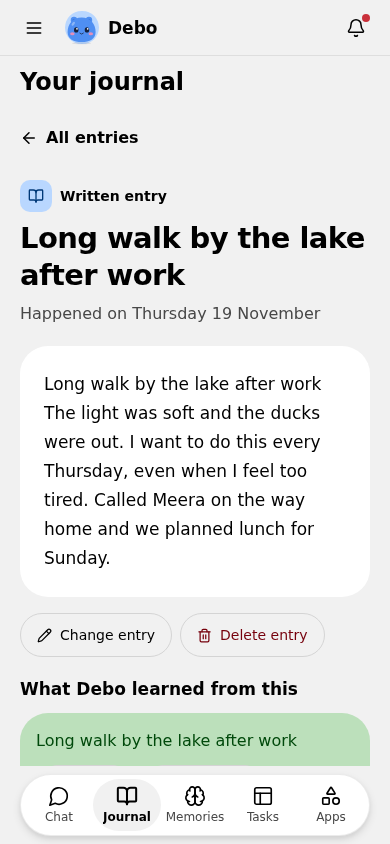 Debo
Your journal
All entries
Written entry
Long walk by the lake
after work
Happened on Thursday 19 November
Long walk by the lake after work
The light was soft and the ducks
were out. I want to do this every
Thursday, even when I feel too
tired. Called Meera on the way
home and we planned lunch for
Sunday.
Change entry
Delete entry
What Debo learned from this
Long walk by the lake after work
Chat
Journal
Memories
Tasks
Apps